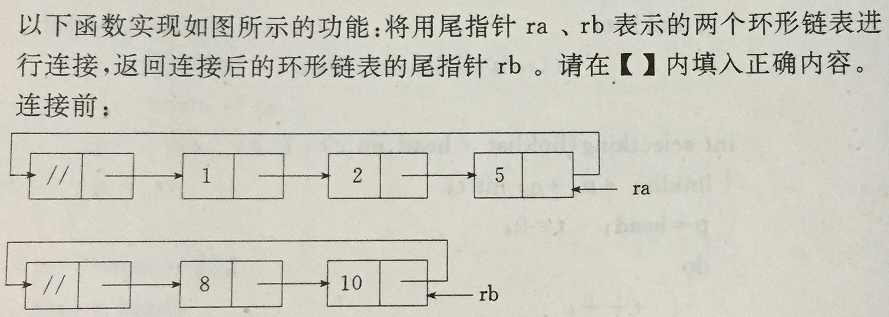 以下函数实现如图所示的功能:将用尾指针 ra 、rb 表示的两个环形链表进
行连接,返回连接后的环形链表的尾指针 rb 。请在【 】内填入正确内容。
连接前:
// 1 2 5 ra
// 8 10 rb